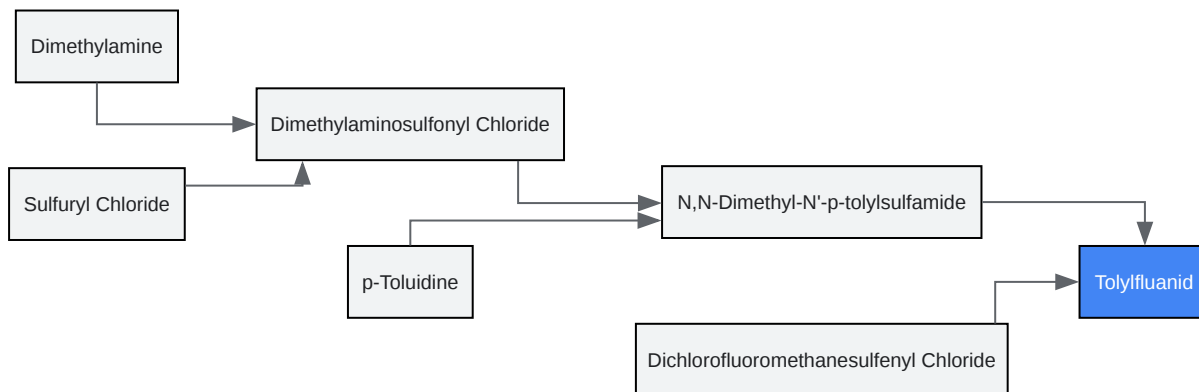 Dimethylamine
Dimethylaminosulfonyl Chloride
Sulfuryl Chloride
N,N-Dimethyl-N'-p-tolylsulfamide
p-Toluidine
Tolylfluanid
Dichlorofluoromethanesulfenyl Chloride